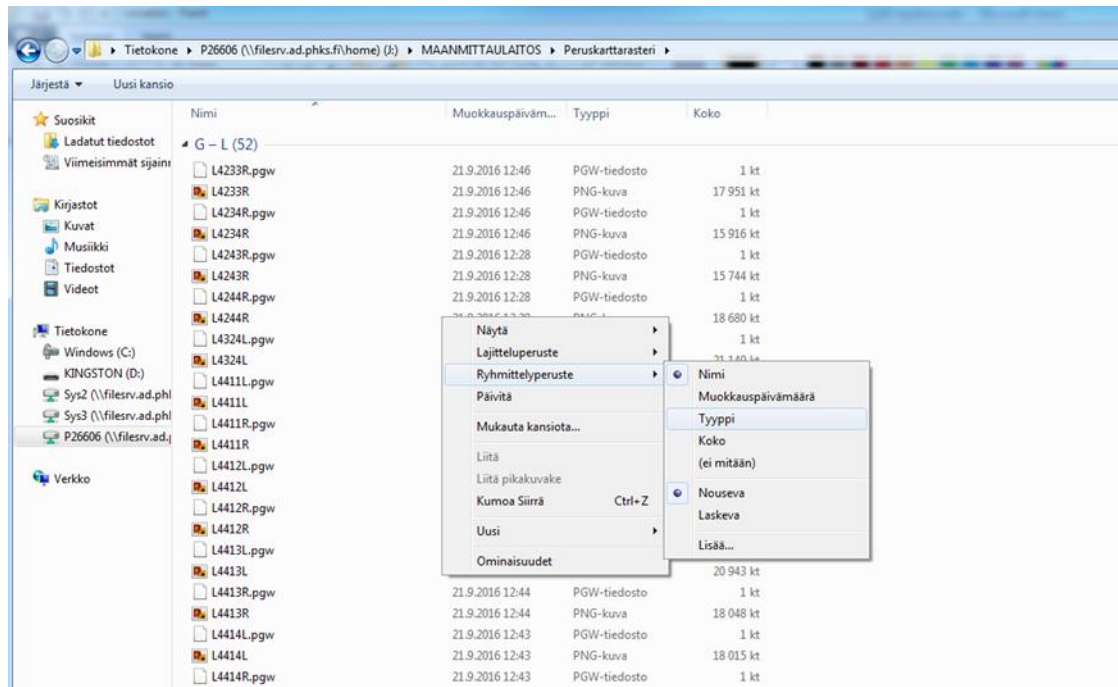 Tietokone P26606 (\\filesrv.ad.phks.fi\home) (J:) MAANMITTAULAITOS Peruskarttarasteri
Järjestä Uusi kansio
Suosikit
Ladatut tiedostot
Viimeisimmät sijainn
Kirjastot
Kuvat
Musiikki
Tiedostot
Videot
Tietokone
Windows (C:)
KINGSTON (D:)
Sys2 (\\filesrv.ad.phl
Sys3 (\\filesrv.ad.phl
P26606 (\\filesrv.ad.p
Verkko
Nimi Muokkauspäiväm... Tyyppi Koko
G – L (52)
L4233R.pgw 21.9.2016 12:46 PGW-tiedosto 1 kt
L4233R 21.9.2016 12:46 PNG-kuva 17 951 kt
L4234R.pgw 21.9.2016 12:46 PGW-tiedosto 1 kt
L4234R 21.9.2016 12:46 PNG-kuva 15 916 kt
L4243R.pgw 21.9.2016 12:28 PGW-tiedosto 1 kt
L4243R 21.9.2016 12:28 PNG-kuva 15 744 kt
L4244R.pgw 21.9.2016 12:28 PGW-tiedosto 1 kt
L4244R 18 680 kt
L4324L.pgw 1 kt
L4324L 21 140 kt
L4411L.pgw
L4411L
L4411R.pgw
L4411R
L4412L.pgw
L4412L
L4412R.pgw
L4412R
L4413L.pgw
L4413L 20 943 kt
L4413R.pgw 21.9.2016 12:44 PGW-tiedosto 1 kt
L4413R 21.9.2016 12:44 PNG-kuva 18 048 kt
L4414L.pgw 21.9.2016 12:43 PGW-tiedosto 1 kt
L4414L 21.9.2016 12:43 PNG-kuva 18 015 kt
L4414R.pgw 21.9.2016 12:43 PGW-tiedosto 1 kt
Näytä
Lajitteluperuste
Ryhmittelyperuste
Päivitä
Mukauta kansiota...
Liitä
Liitä pikakuvake
Kumoa Siirrä Ctrl+Z
Uusi
Ominaisuudet
Nimi
Muokkauspäivämäärä
Tyyppi
Koko
(ei mitään)
Nouseva
Laskeva
Lisää...